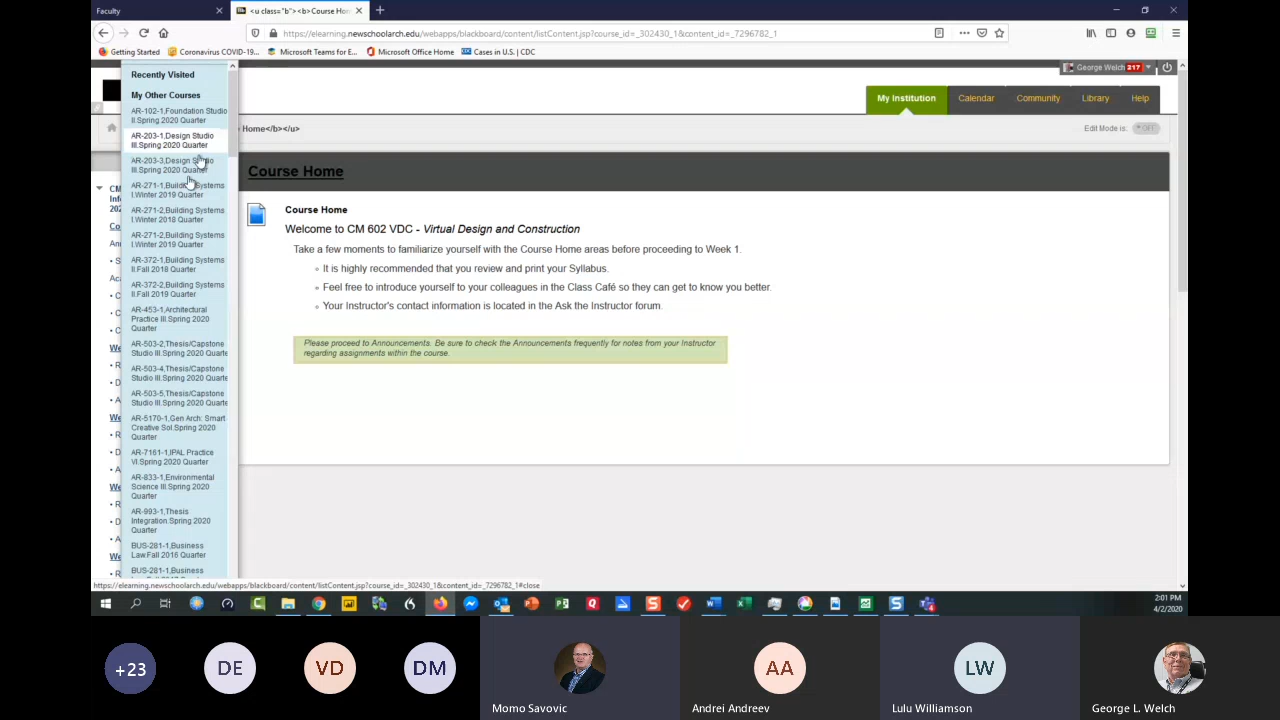 Faculty
<u class="b"><b>Course Hom
https://elearning.newschoolarch.edu/webapps/blackboard/content/listContent.jsp?course_id=_302430_1&content_id=_7296782_1
Getting Started
Coronavirus COVID-19...
Microsoft Teams for E...
Microsoft Office Home
Cases in U.S. | CDC
George Welch 217
My Institution
Calendar
Community
Library
Help
Home</b></u>
Edit Mode is:
OFF
Recently Visited
My Other Courses
AR-102-1,Foundation Studio
II.Spring 2020 Quarter
AR-203-1,Design Studio
III.Spring 2020 Quarter
AR-203-3,Design Studio
III.Spring 2020 Quarter
AR-271-1,Building Systems
I.Winter 2019 Quarter
AR-271-2,Building Systems
I.Winter 2018 Quarter
AR-271-2,Building Systems
I.Winter 2019 Quarter
AR-372-1,Building Systems
II.Fall 2018 Quarter
AR-372-2,Building Systems
II.Fall 2019 Quarter
AR-453-1,Architectural
Practice III.Spring 2020
Quarter
AR-503-2,Thesis/Capstone
Studio III.Spring 2020 Quarte
AR-503-4,Thesis/Capstone
Studio III.Spring 2020 Quarte
AR-503-5,Thesis/Capstone
Studio III.Spring 2020 Quarte
AR-5170-1,Gen Arch: Smart
Creative Sol.Spring 2020
Quarter
AR-7161-1,IPAL Practice
VI.Spring 2020 Quarter
AR-833-1,Environmental
Science III.Spring 2020
Quarter
AR-993-1,Thesis
Integration.Spring 2020
Quarter
BUS-281-1,Business
Law.Fall 2016 Quarter
BUS-281-1,Business
Course Home
Course Home
Welcome to CM 602 VDC - Virtual Design and Construction
Take a few moments to familiarize yourself with the Course Home areas before proceeding to Week 1.
It is highly recommended that you review and print your Syllabus.
Feel free to introduce yourself to your colleagues in the Class Café so they can get to know you better.
Your Instructor's contact information is located in the Ask the Instructor forum.
Please proceed to Announcements. Be sure to check the Announcements frequently for notes from your Instructor
regarding assignments within the course.
https://elearning.newschoolarch.edu/webapps/blackboard/content/listContent.jsp?course_id=_302430_1&content_id=_7296782_1#close
2:01 PM
4/2/2020
+23
DE
VD
DM
Momo Savovic
AA
Andrei Andreev
LW
Lulu Williamson
George L. Welch